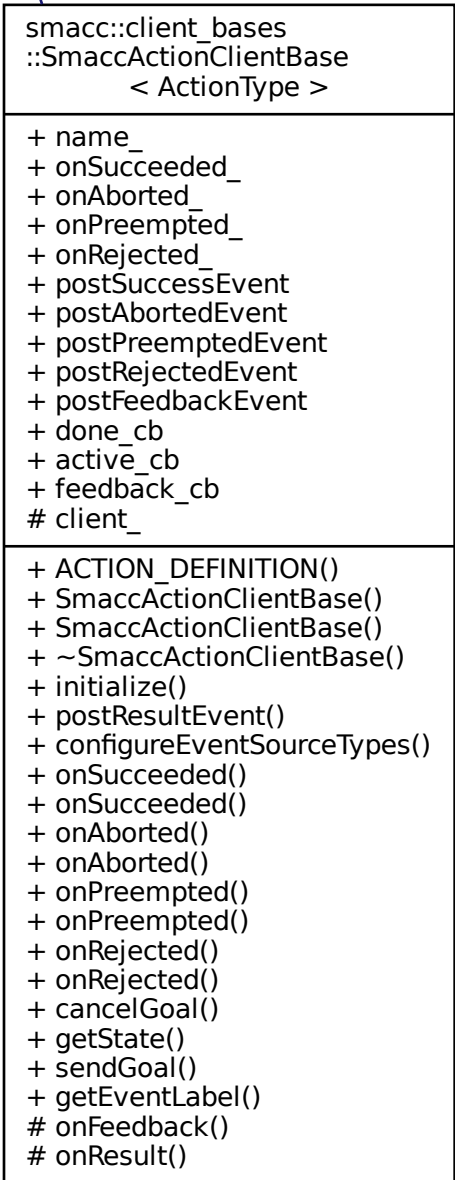 smacc::client_bases
::SmaccActionClientBase
< ActionType >
+ name_
+ onSucceeded_
+ onAborted_
+ onPreempted_
+ onRejected_
+ postSuccessEvent
+ postAbortedEvent
+ postPreemptedEvent
+ postRejectedEvent
+ postFeedbackEvent
+ done_cb
+ active_cb
+ feedback_cb
# client_
+ ACTION_DEFINITION()
+ SmaccActionClientBase()
+ SmaccActionClientBase()
+ ~SmaccActionClientBase()
+ initialize()
+ postResultEvent()
+ configureEventSourceTypes()
+ onSucceeded()
+ onSucceeded()
+ onAborted()
+ onAborted()
+ onPreempted()
+ onPreempted()
+ onRejected()
+ onRejected()
+ cancelGoal()
+ getState()
+ sendGoal()
+ getEventLabel()
# onFeedback()
# onResult()